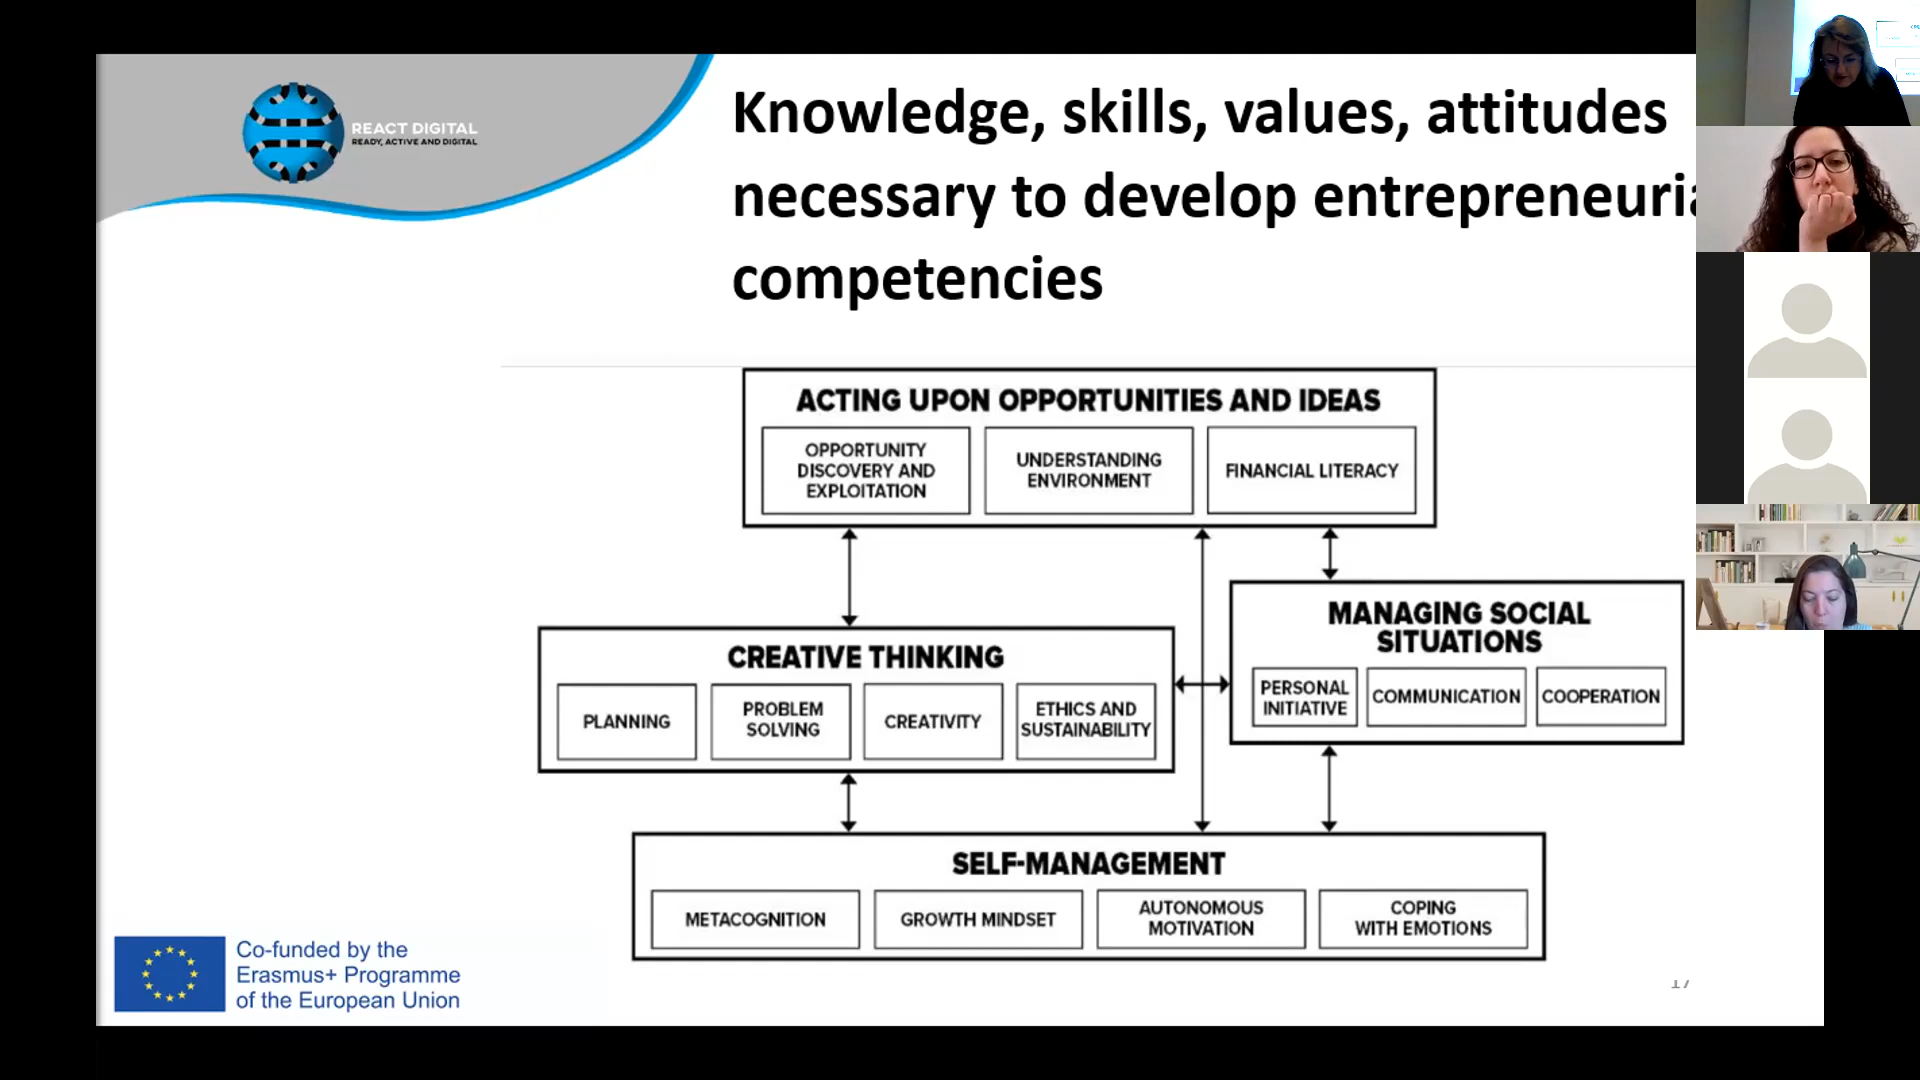 REACT DIGITAL
READY, ACTIVE AND DIGITAL
Knowledge, skills, values, attitudes
necessary to develop entrepreneuria
competencies
ACTING UPON OPPORTUNITIES AND IDEAS
OPPORTUNITY
DISCOVERY AND
EXPLOITATION
UNDERSTANDING
ENVIRONMENT
FINANCIAL LITERACY
CREATIVE THINKING
PLANNING
PROBLEM
SOLVING
CREATIVITY
ETHICS AND
SUSTAINABILITY
MANAGING SOCIAL
SITUATIONS
PERSONAL
INITIATIVE
COMMUNICATION
COOPERATION
SELF-MANAGEMENT
METACOGNITION
GROWTH MINDSET
AUTONOMOUS
MOTIVATION
COPING
WITH EMOTIONS
Co-funded by the
Erasmus+ Programme
of the European Union
17